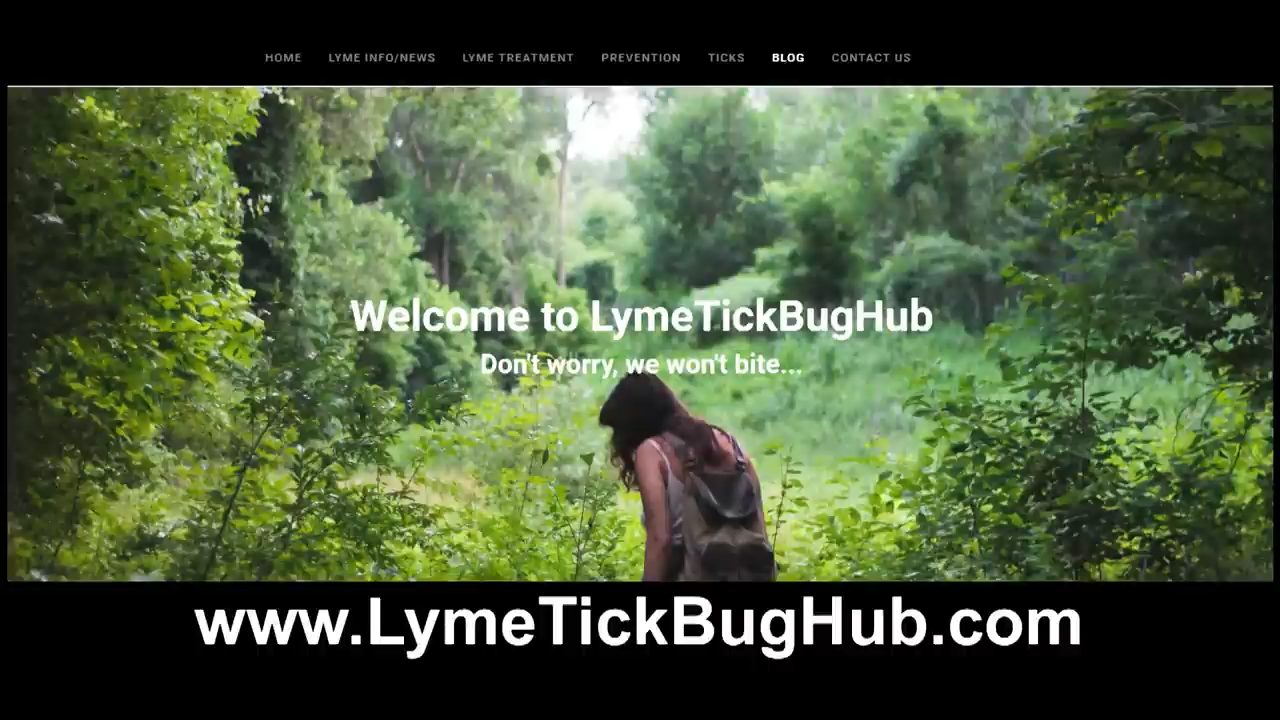 HOME LYME INFO/NEWS LYME TREATMENT PREVENTION TICKS BLOG CONTACT US
Welcome to LymeTickBugHub
Don't worry, we won't bite...
www.LymeTickBugHub.com